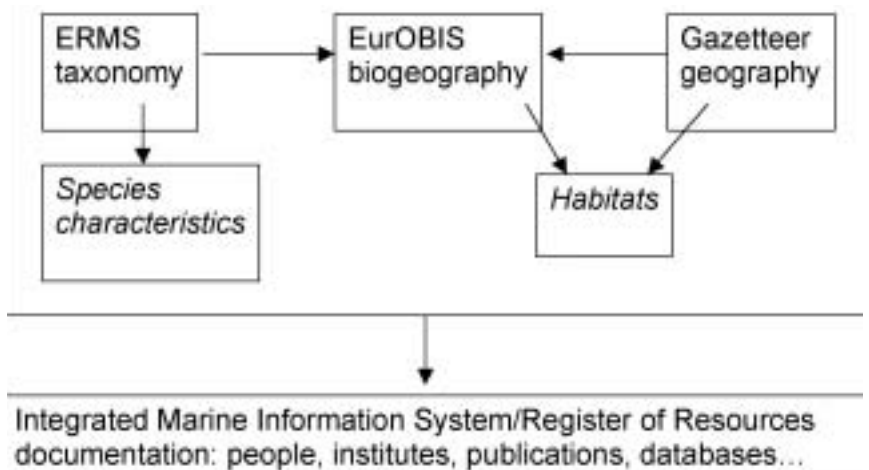 ERMS
taxonomy
EurOBIS
biogeography
Gazetteer
geography
Species
characteristics
Habitats
Integrated Marine Information System/Register of Resources
documentation: people, institutes, publications, databases…